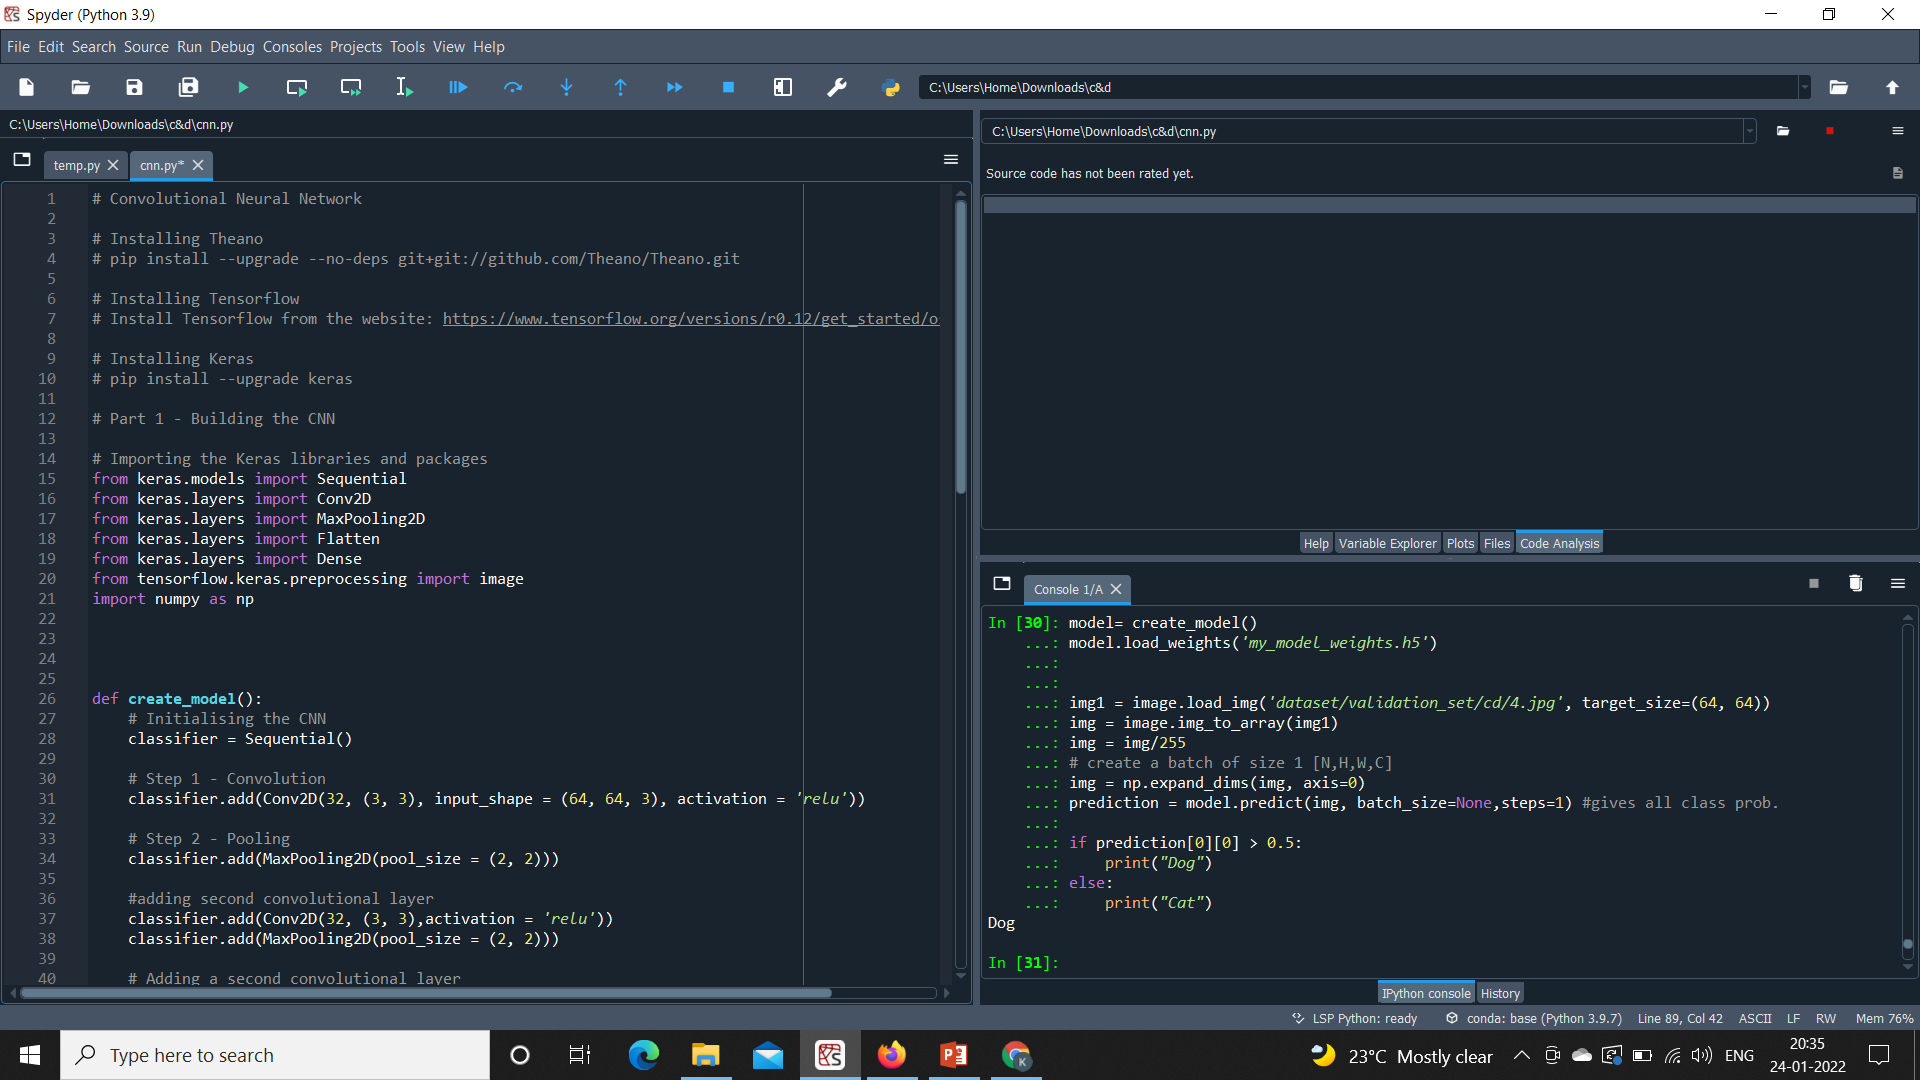 Spyder (Python 3.9)
File Edit Search Source Run Debug Consoles Projects Tools View Help
C:\Users\Home\Downloads\c&d
C:\Users\Home\Downloads\c&d\cnn.py
temp.py
cnn.py*
1 # Convolutional Neural Network
2
3 # Installing Theano
4 # pip install --upgrade --no-deps git+git://github.com/Theano/Theano.git
5
6 # Installing Tensorflow
7 # Install Tensorflow from the website: https://www.tensorflow.org/versions/r0.12/get_started/o
8
9 # Installing Keras
10 # pip install --upgrade keras
11
12 # Part 1 - Building the CNN
13
14 # Importing the Keras libraries and packages
15 from keras.models import Sequential
16 from keras.layers import Conv2D
17 from keras.layers import MaxPooling2D
18 from keras.layers import Flatten
19 from keras.layers import Dense
20 from tensorflow.keras.preprocessing import image
21 import numpy as np
22
23
24
25
26 def create_model():
27     # Initialising the CNN
28     classifier = Sequential()
29
30     # Step 1 - Convolution
31     classifier.add(Conv2D(32, (3, 3), input_shape = (64, 64, 3), activation = 'relu'))
32
33     # Step 2 - Pooling
34     classifier.add(MaxPooling2D(pool_size = (2, 2)))
35
36     #adding second convolutional layer
37     classifier.add(Conv2D(32, (3, 3),activation = 'relu'))
38     classifier.add(MaxPooling2D(pool_size = (2, 2)))
39
40     # Adding a second convolutional layer
C:\Users\Home\Downloads\c&d\cnn.py
Source code has not been rated yet.
Help Variable Explorer Plots Files Code Analysis
Console 1/A
In [30]: model= create_model()
...: model.load_weights('my_model_weights.h5')
...:
...:
...: img1 = image.load_img('dataset/validation_set/cd/4.jpg', target_size=(64, 64))
...: img = image.img_to_array(img1)
...: img = img/255
...: # create a batch of size 1 [N,H,W,C]
...: img = np.expand_dims(img, axis=0)
...: prediction = model.predict(img, batch_size=None,steps=1) #gives all class prob.
...:
...: if prediction[0][0] > 0.5:
...:     print("Dog")
...: else:
...:     print("Cat")
Dog
In [31]:
IPython console History
LSP Python: ready conda: base (Python 3.9.7) Line 89, Col 42 ASCII LF RW Mem 76%
Type here to search
23°C Mostly clear
ENG
20:35
24-01-2022